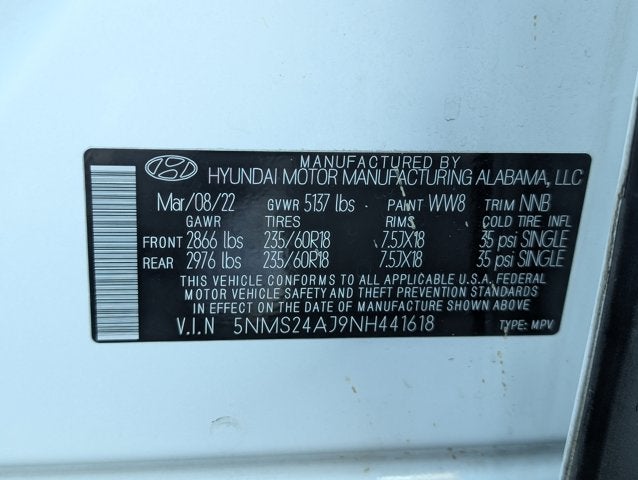 MANUFACTURED BY
HYUNDAI MOTOR MANUFACTURING ALABAMA, LLC
Mar/08/22 GVWR 5137 lbs PAINT WW8 TRIM NNB
GAWR TIRES RIMS COLD TIRE INFL
FRONT 2866 lbs 235/60R18 7.5JX18 35 psi SINGLE
REAR 2976 lbs 235/60R18 7.5JX18 35 psi SINGLE
THIS VEHICLE CONFORMS TO ALL APPLICABLE U.S.A. FEDERAL
MOTOR VEHICLE SAFETY AND THEFT PREVENTION STANDARDS
IN EFFECT ON THE DATE OF MANUFACTURE SHOWN ABOVE
V.I.N 5NMS24AJ9NH441618 TYPE: MPV